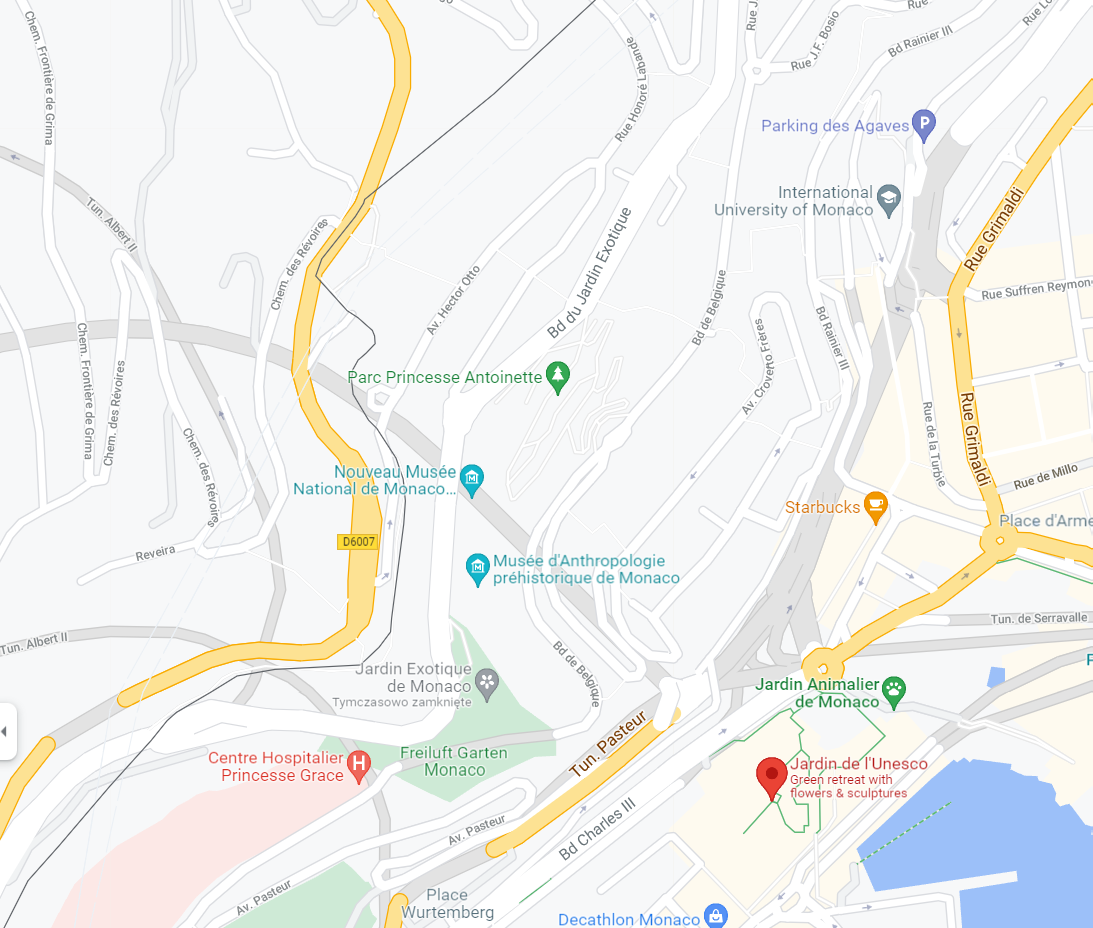 Rue J.F. Bosio
Bd Rainier III
Chem. Frontière de Grima
Rue Honoré Labande
Parking des Agaves
P
International
University of Monaco
Tun. Albert II
Chem. des Révoires
Rue Grimaldi
Av. Hector Otto
Bd du Jardin Exotique
Bd de Belgique
Rue Suffren Reymon
Bd Rainier III
Av. Crovetto Frères
Chem. Frontière de Grima
Chem. des Révoires
Parc Princesse Antoinette
Rue Grimaldi
Rue de la Turbie
Chem. des Révoires
Nouveau Musée
National de Monaco...
Rue de Millo
Starbucks
Place d'Arme
D6007
Reveira
Musée d'Anthropologie
préhistorique de Monaco
Tun. de Serravalle
Tun. Albert II
Bd de Belgique
Jardin Exotique
de Monaco
Tymczasowo zamknięte
Jardin Animalier
de Monaco
Tun. Pasteur
Centre Hospitalier
Princesse Grace
H
Freiluft Garten
Monaco
Jardin de l'Unesco
Green retreat with
flowers & sculptures
Av. Pasteur
Bd Charles III
Av. Pasteur
Place
Wurtemberg
Decathlon Monaco